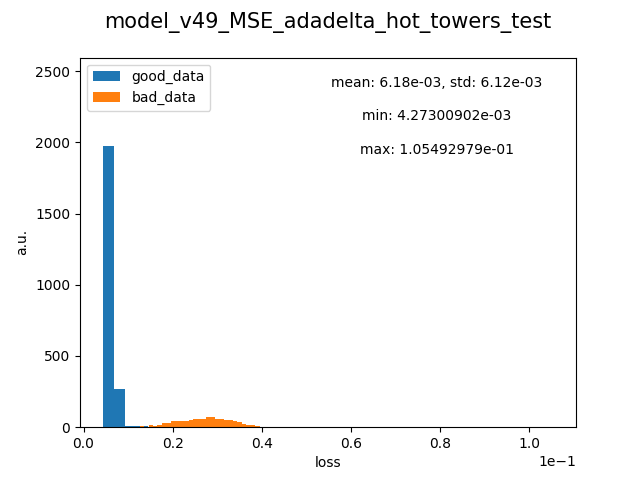 model_v49_MSE_adadelta_hot_towers_test
good_data
bad_data
mean: 6.18e-03, std: 6.12e-03
min: 4.27300902e-03
max: 1.05492979e-01
a.u.
2500
2000
1500
1000
500
0
0.0 0.2 0.4 0.6 0.8 1.0
1e−1
loss